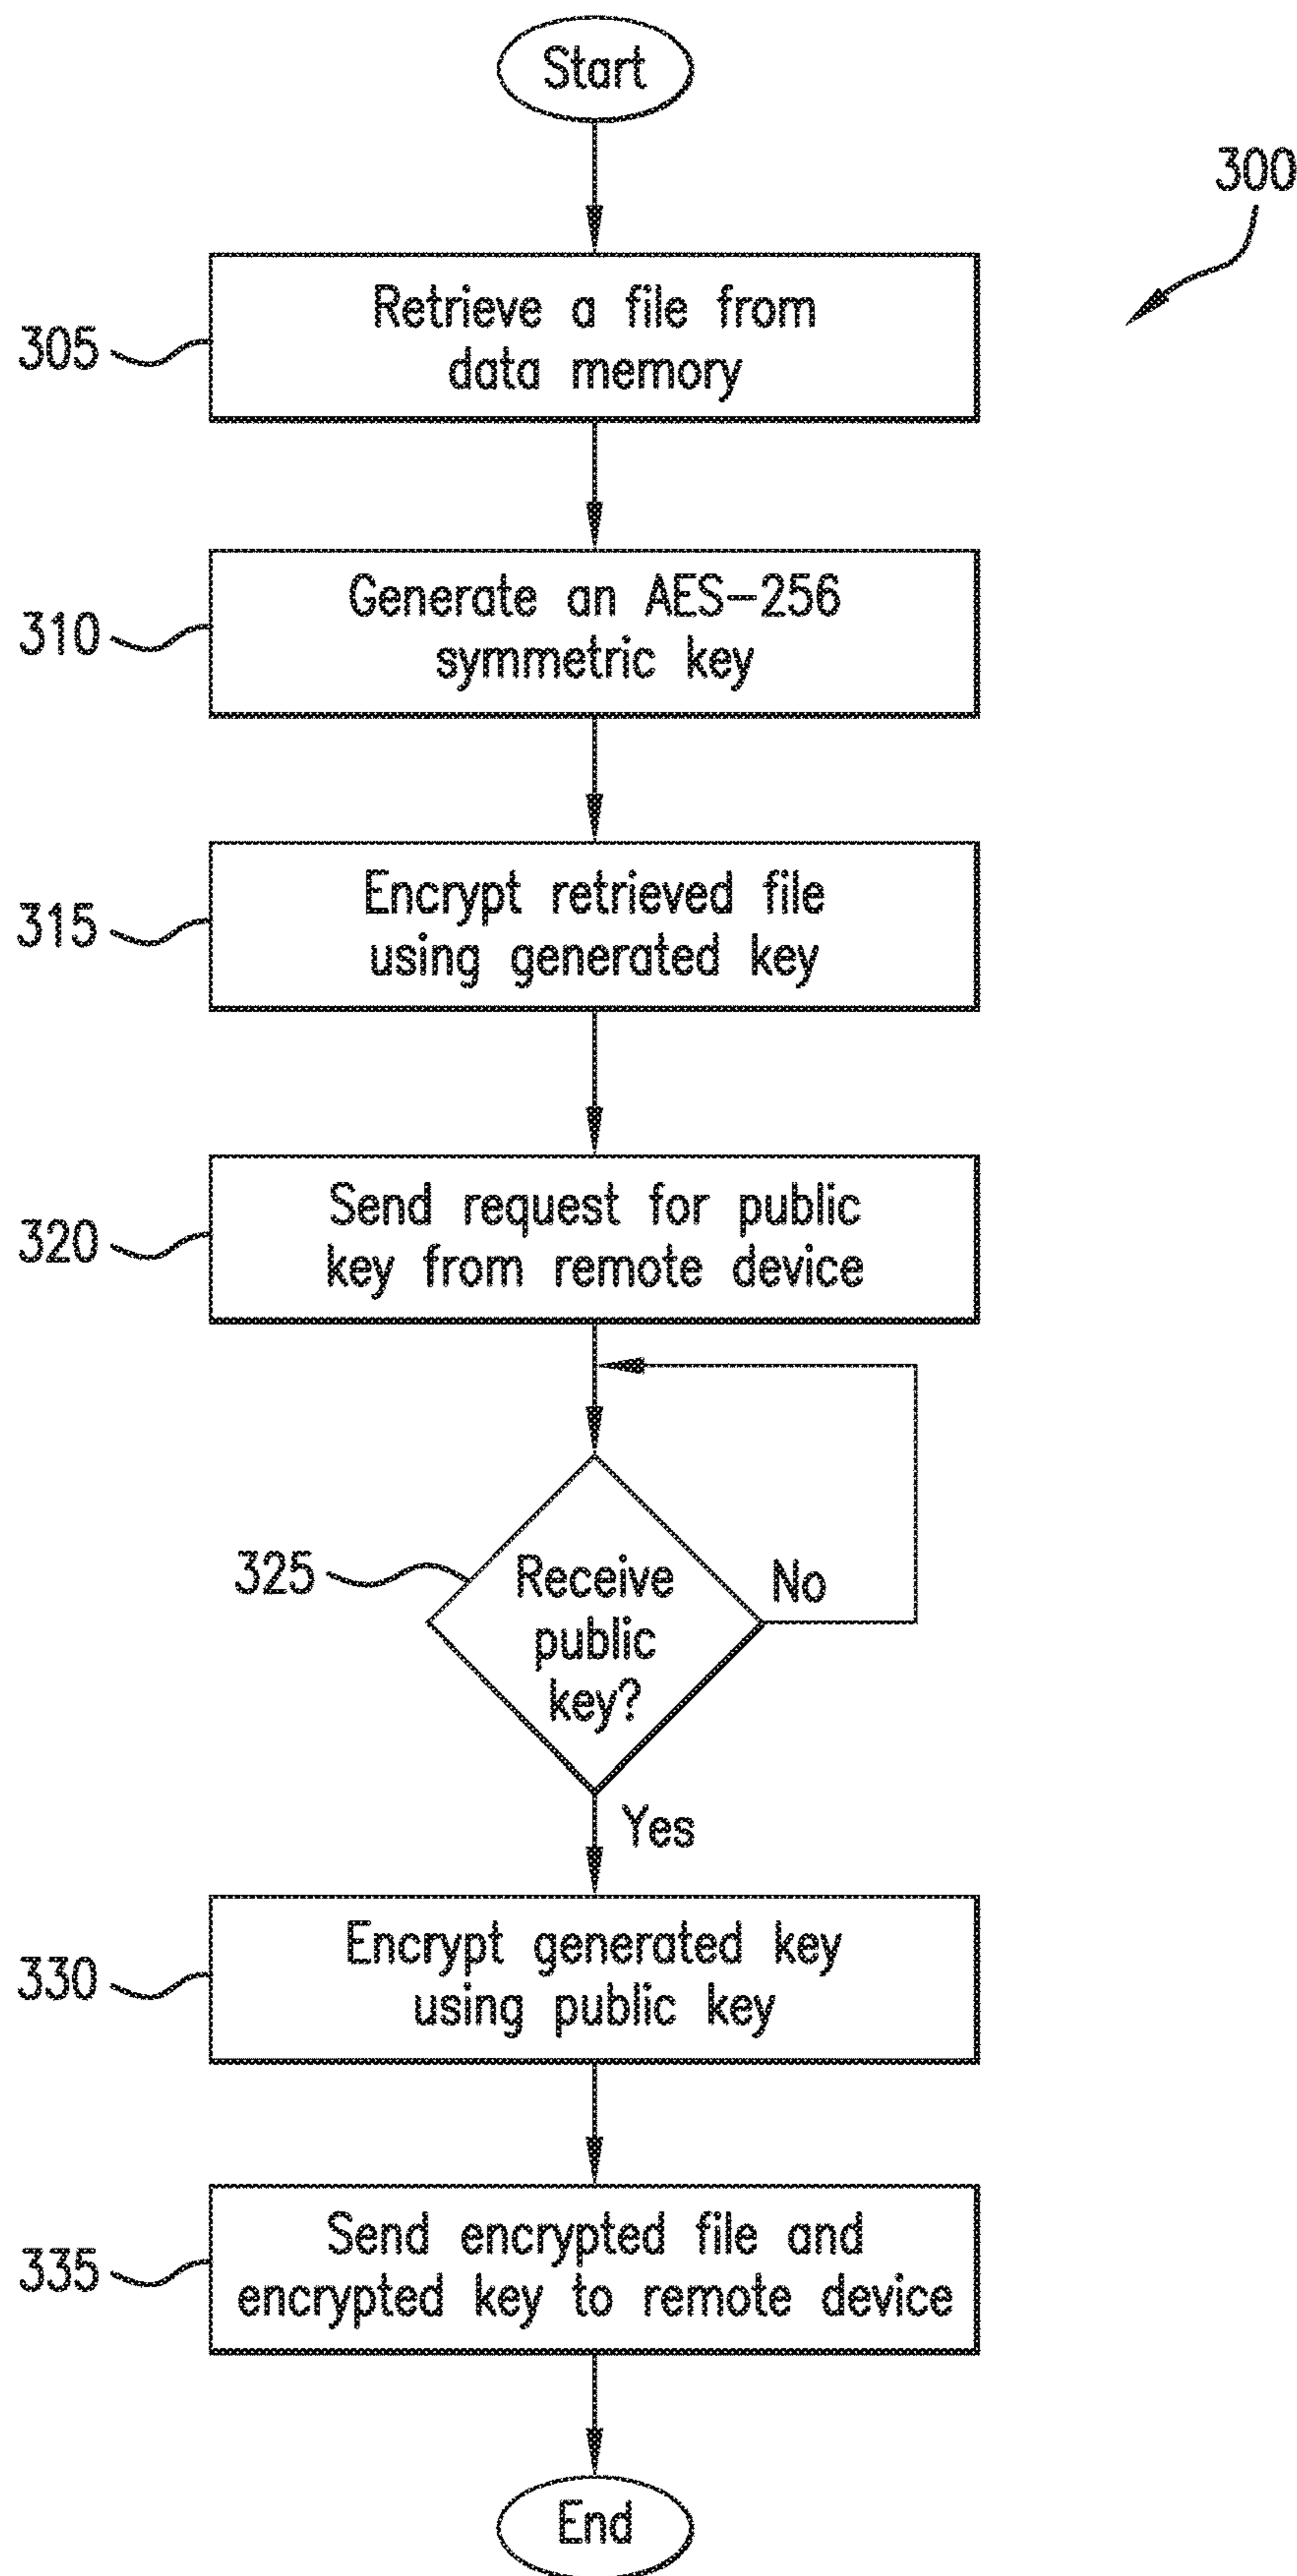 Start
300
305
Retrieve a file from
data memory
310
Generate an AES-256
symmetric key
315
Encrypt retrieved file
using generated key
320
Send request for public
key from remote device
325
Receive
public
key?
No
Yes
330
Encrypt generated key
using public key
335
Send encrypted file and
encrypted key to remote device
End